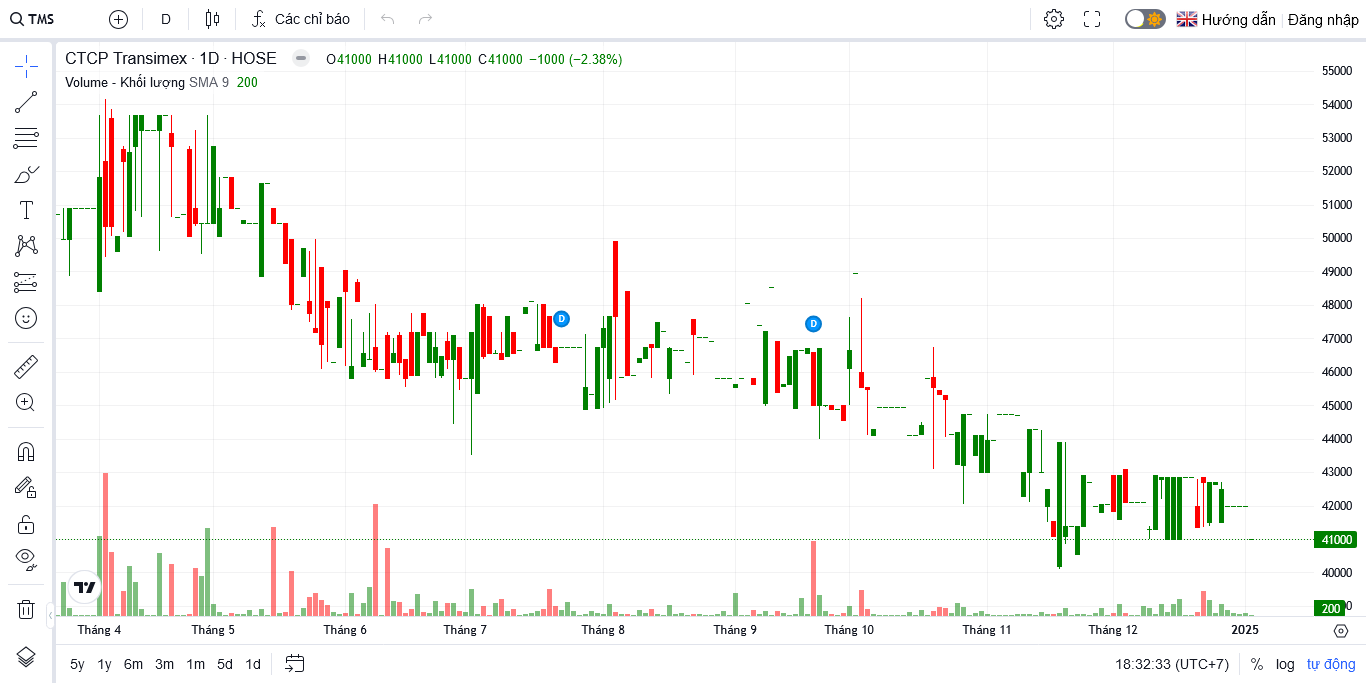 TMS D Các chỉ báo Hướng dẫn Đăng nhập
CTCP Transimex · 1D · HOSE O41000 H41000 L41000 C41000 −1000 (−2.38%)
Volume - Khối lượng SMA 9 200
55000
54000
53000
52000
51000
50000
49000
48000
47000
46000
45000
44000
43000
42000
41000
40000
200
D
D
Tháng 4 Tháng 5 Tháng 6 Tháng 7 Tháng 8 Tháng 9 Tháng 10 Tháng 11 Tháng 12 2025
5y 1y 6m 3m 1m 5d 1d 18:32:33 (UTC+7) % log tự động